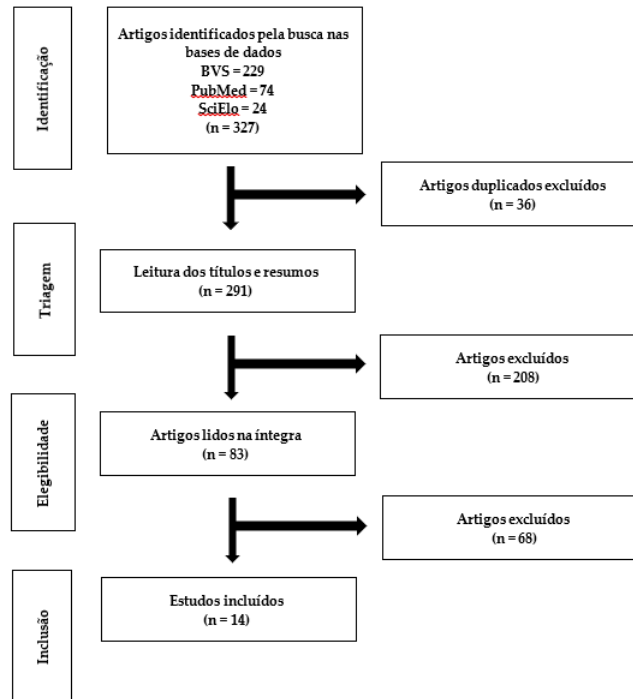 Identificação
Artigos identificados pela busca nas
bases de dados
BVS = 229
PubMed = 74
SciElo = 24
(n = 327)
Artigos duplicados excluídos
(n = 36)
Triagem
Leitura dos títulos e resumos
(n = 291)
Artigos excluídos
(n = 208)
Elegibilidade
Artigos lidos na íntegra
(n = 83)
Artigos excluídos
(n = 68)
Inclusão
Estudos incluídos
(n = 14)